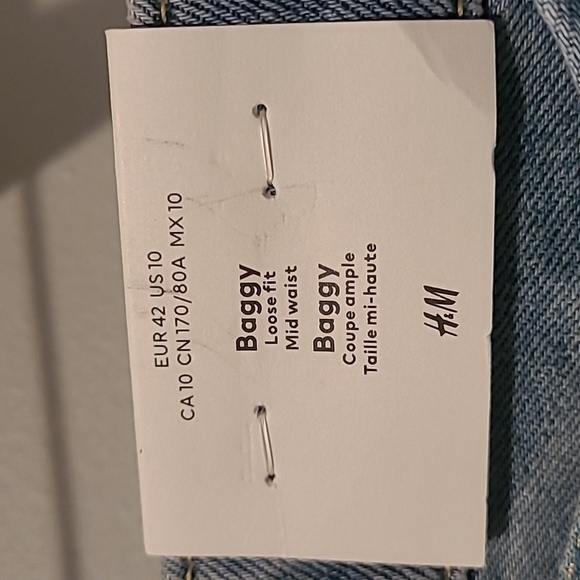 EUR 42 US 10
CA 10 CN 170/80A MX 10
Baggy
Loose fit
Mid waist
Baggy
Coupe ample
Taille mi-haute
H&M